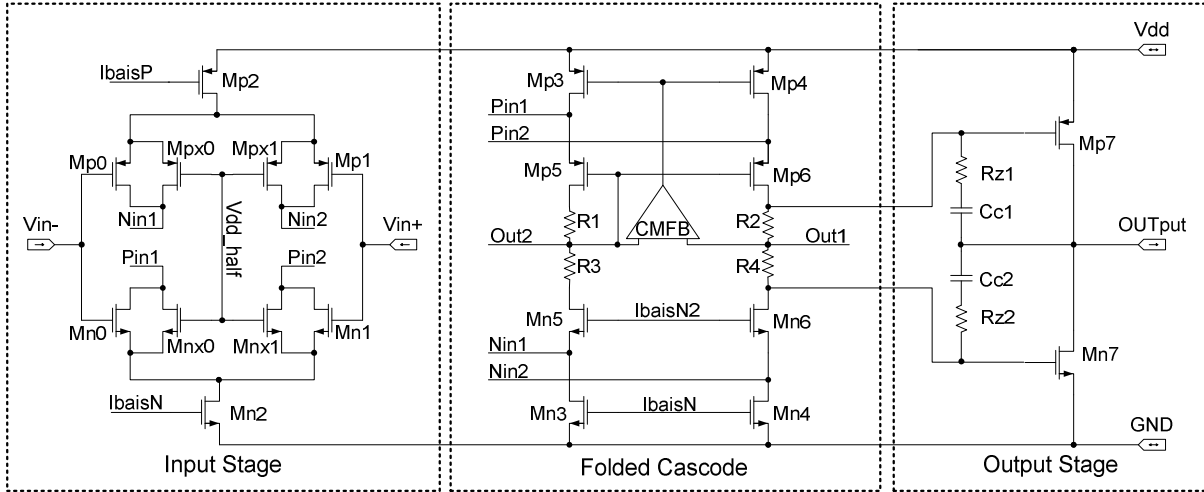 Vdd
IbaisP
Mp2
Mp3
Mp4
Pin1
Pin2
Mp0
Mpx0
Mpx1
Mp1
Mp5
Mp6
Mp7
Rz1
Nin1
Nin2
R1
R2
Cc1
Vin-
Vdd_half
Vin+
CMFB
Out2
Out1
OUTput
Pin1
Pin2
R3
R4
Cc2
Mn0
Mnx0
Mnx1
Mn1
Mn5
IbaisN2
Mn6
Rz2
Nin1
Mn7
Nin2
IbaisN
Mn2
Mn3
IbaisN
Mn4
GND
Input Stage
Folded Cascode
Output Stage